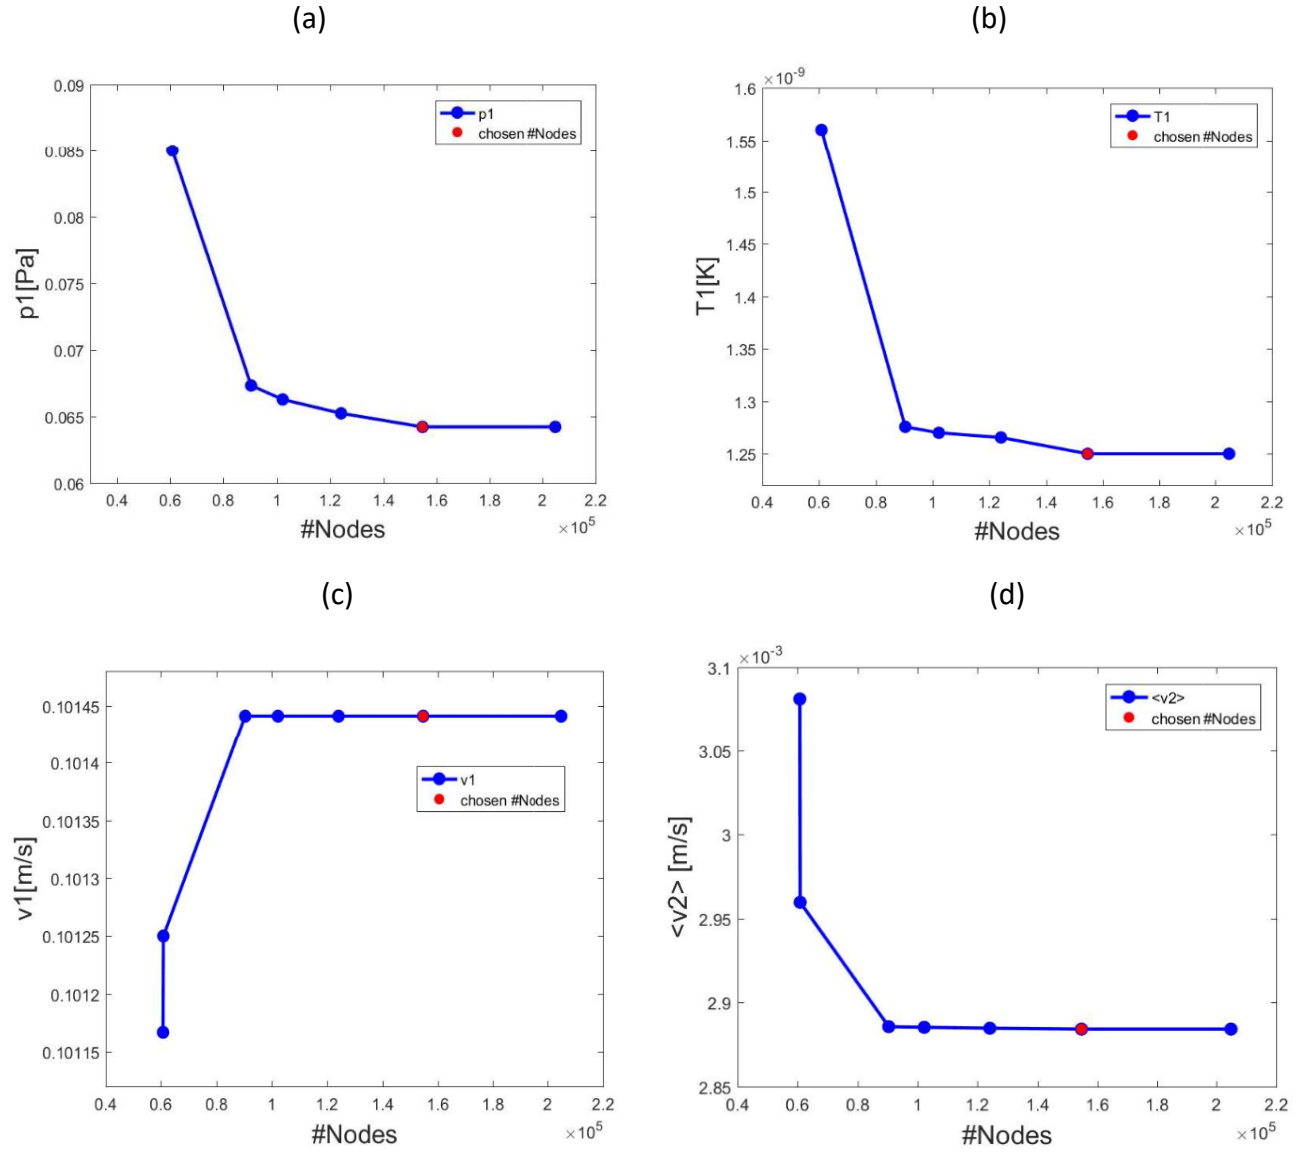 (a)
0.09
0.085
0.08
0.075
0.07
0.065
0.06
p1[Pa]
p1
chosen #Nodes
0.4 0.6 0.8 1 1.2 1.4 1.6 1.8 2 2.2
#Nodes
×10^5
(b)
×10^-9
1.6
1.55
1.5
1.45
1.4
1.35
1.3
1.25
T1[K]
T1
chosen #Nodes
0.4 0.6 0.8 1 1.2 1.4 1.6 1.8 2 2.2
#Nodes
×10^5
(c)
0.10145
0.1014
0.10135
0.1013
0.10125
0.1012
0.10115
v1[m/s]
v1
chosen #Nodes
0.4 0.6 0.8 1 1.2 1.4 1.6 1.8 2 2.2
#Nodes
×10^5
(d)
×10^-3
3.1
3.05
3
2.95
2.9
2.85
<v2> [m/s]
<v2>
chosen #Nodes
0.4 0.6 0.8 1 1.2 1.4 1.6 1.8 2 2.2
#Nodes
×10^5